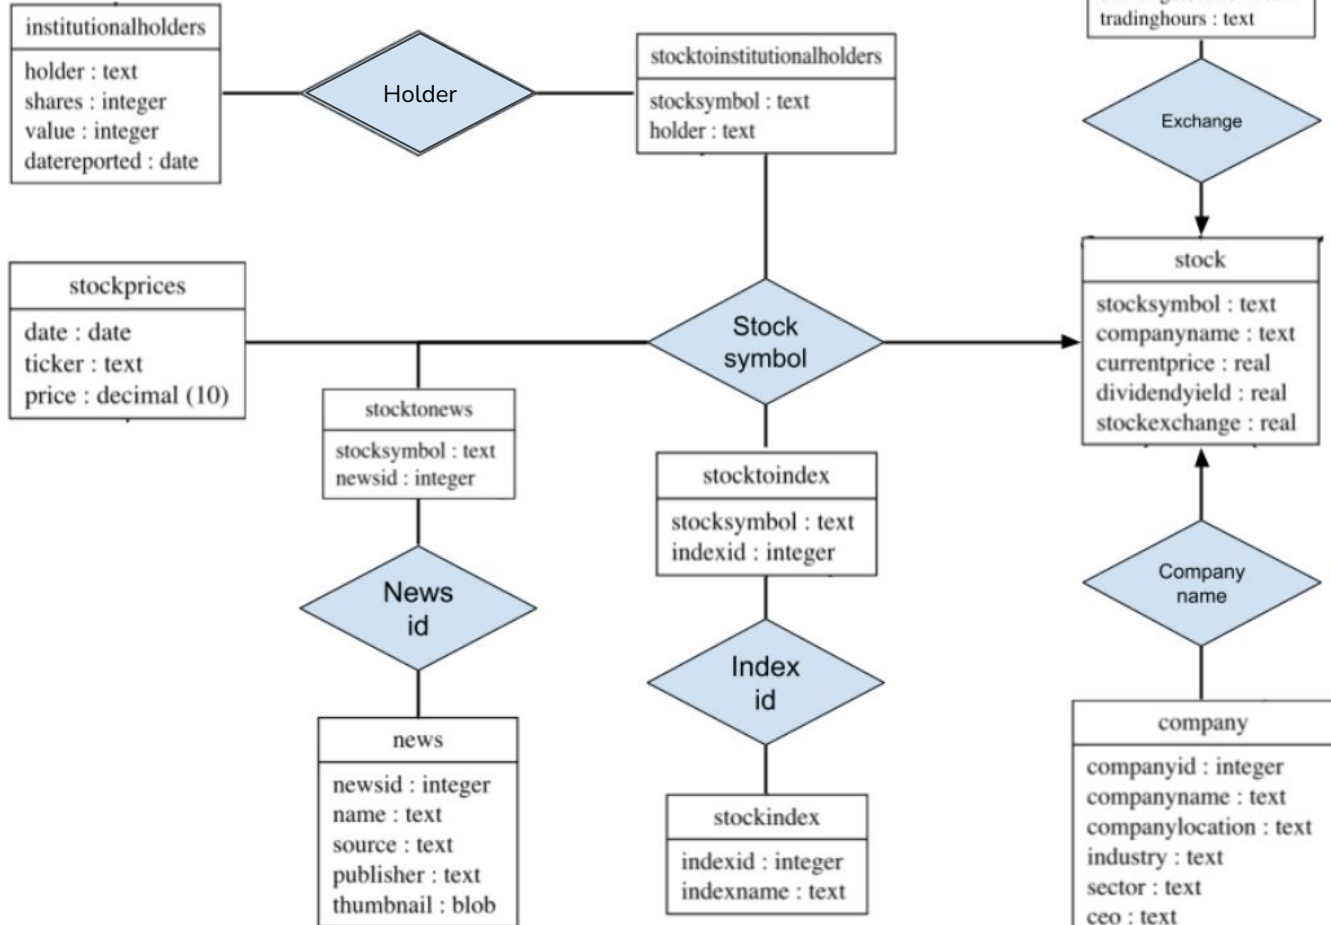 institutionalholders
holder : text
shares : integer
value : integer
datereported : date
Holder
stocktoinstitutionalholders
stocksymbol : text
holder : text
tradinghours : text
Exchange
stockprices
date : date
ticker : text
price : decimal (10)
Stock
symbol
stock
stocksymbol : text
companyname : text
currentprice : real
dividendyield : real
stockexchange : real
stocktonews
stocksymbol : text
newsid : integer
stocktoindex
stocksymbol : text
indexid : integer
News
id
Company
name
Index
id
news
newsid : integer
name : text
source : text
publisher : text
thumbnail : blob
stockindex
indexid : integer
indexname : text
company
companyid : integer
companyname : text
companylocation : text
industry : text
sector : text
ceo : text